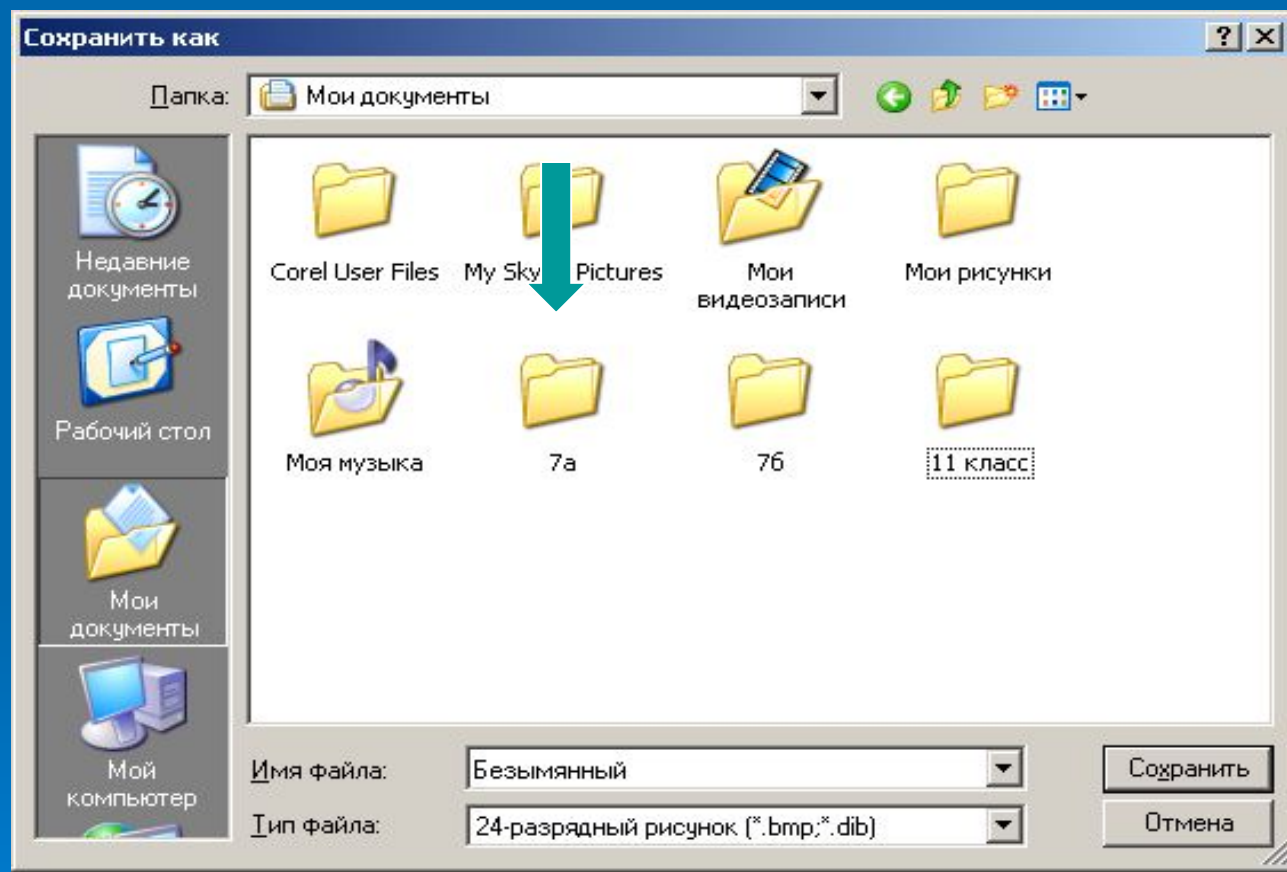 Сохранить как
Папка:
Мои документы
Недавние
документы
Рабочий стол
Мои
документы
Мой
компьютер
Corel User Files
My Sky Pictures
Мои
видеозаписи
Мои рисунки
Моя музыка
7а
7б
11 класс
Имя файла:
Безымянный
Сохранить
Тип файла:
24-разрядный рисунок (*.bmp;*.dib)
Отмена